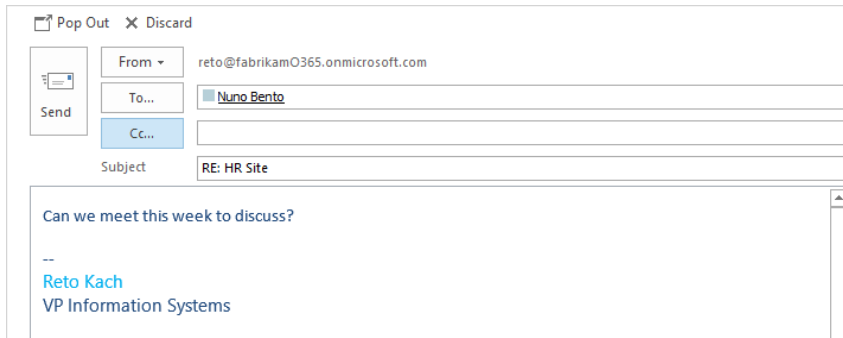 Pop Out Discard
From reto@fabrikamO365.onmicrosoft.com
Send
To... Nuno Bento
Cc...
Subject RE: HR Site
Can we meet this week to discuss?
--
Reto Kach
VP Information Systems